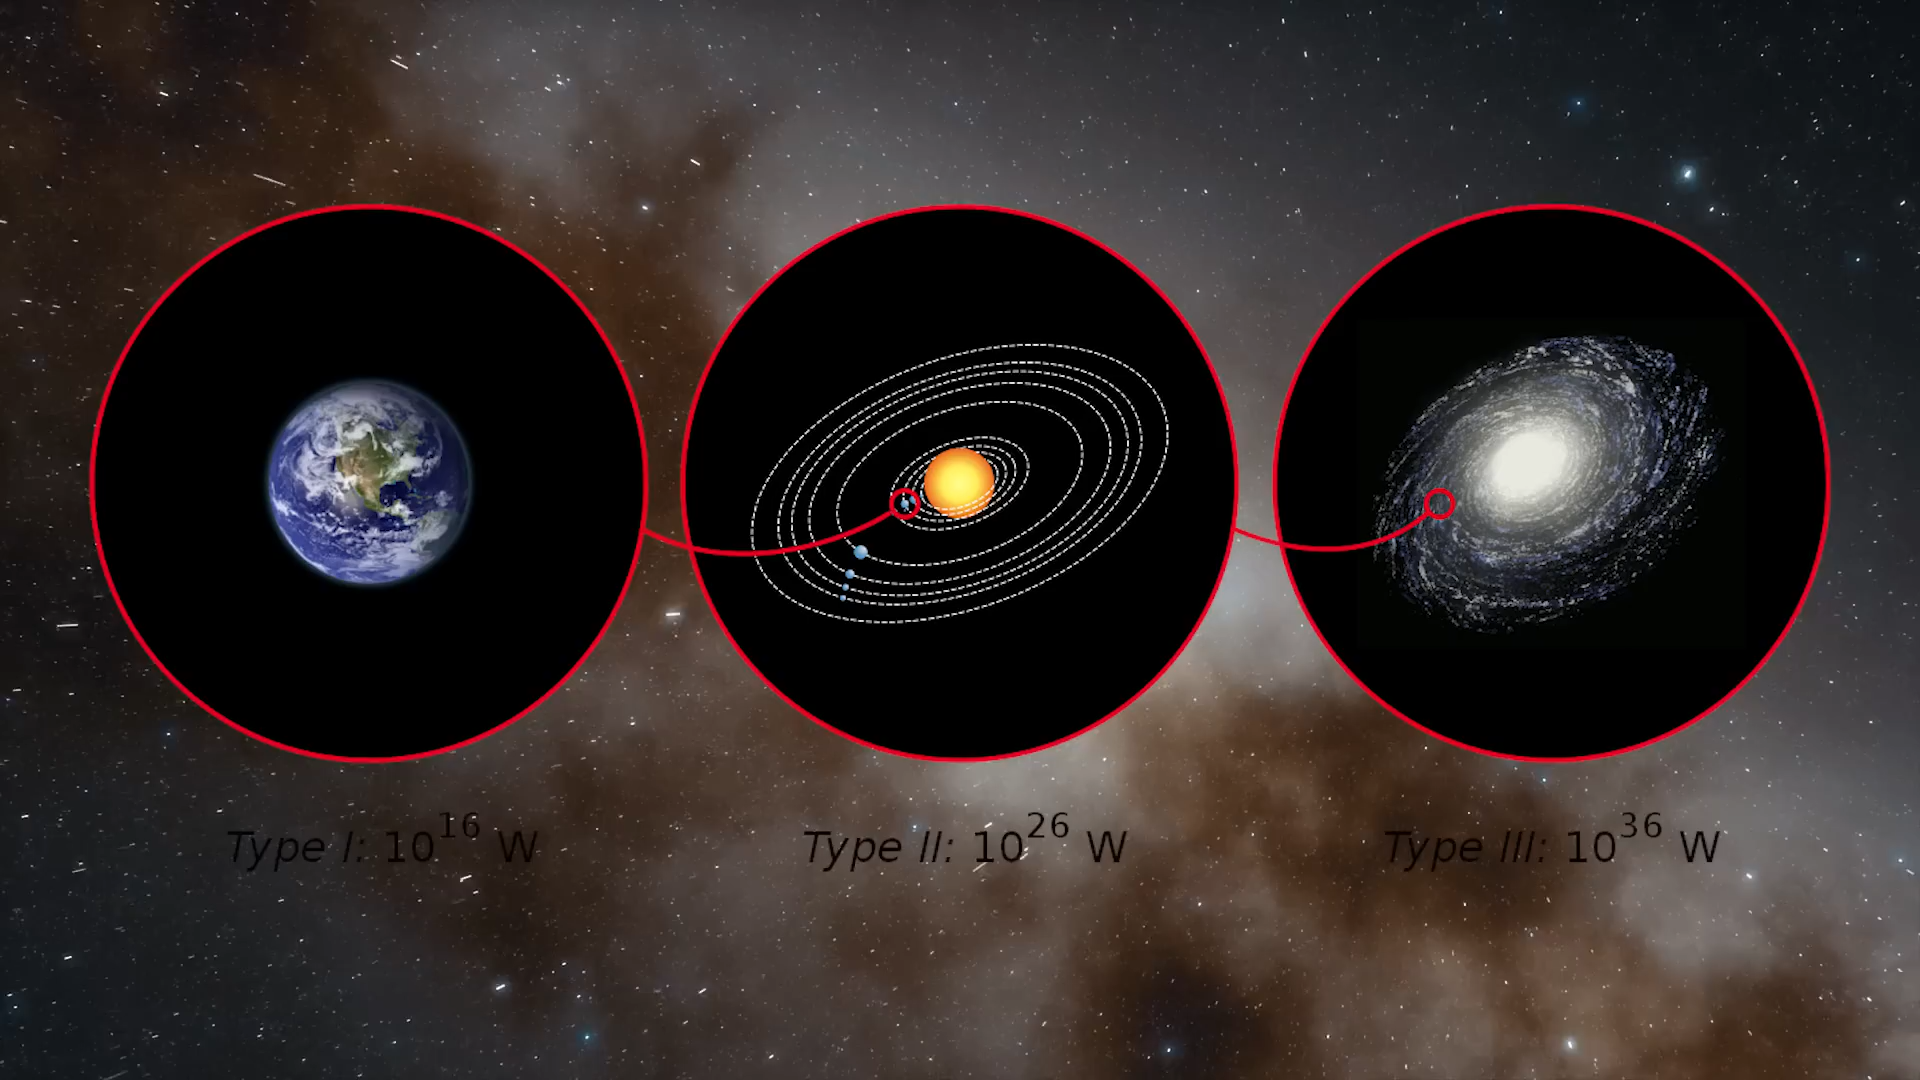 Type I: 10¹⁶ W
Type II: 10²⁶ W
Type III: 10³⁶ W